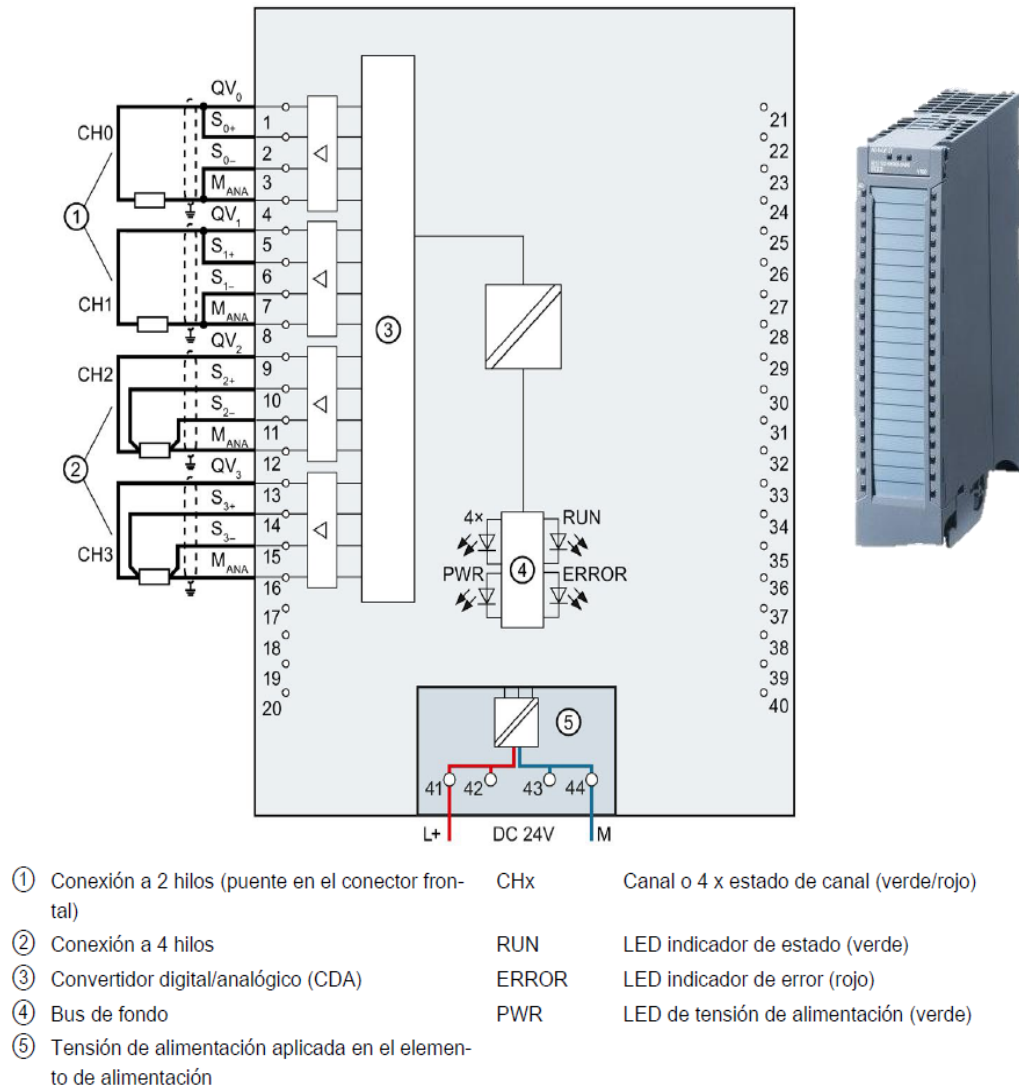 QV0
CH0
S0+
1
S0–
2
MANA
3
①
QV1
4
S1+
5
S1–
6
CH1
MANA
7
③
QV2
8
CH2
S2+
9
S2–
10
MANA
11
②
QV3
12
S3+
13
S3–
14
CH3
MANA
15
16
17
18
19
20
21
22
23
24
25
26
27
28
29
30
31
32
33
34
35
36
37
38
39
40
4×
RUN
④
PWR
ERROR
⑤
41
42
43
44
L+
DC 24V
M
① Conexión a 2 hilos (puente en el conector fron-
tal)
CHx Canal o 4 x estado de canal (verde/rojo)
② Conexión a 4 hilos
RUN LED indicador de estado (verde)
③ Convertidor digital/analógico (CDA)
ERROR LED indicador de error (rojo)
④ Bus de fondo
PWR LED de tensión de alimentación (verde)
⑤ Tensión de alimentación aplicada en el elemen-
to de alimentación